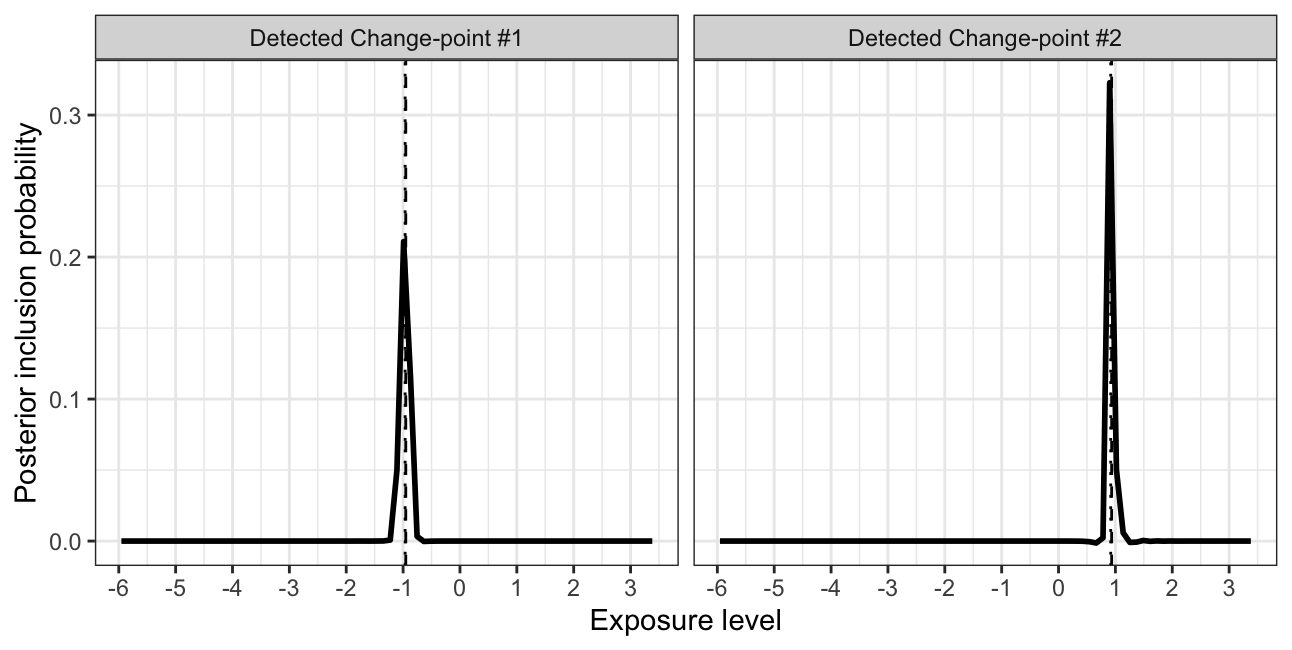 Detected Change-point #1
Detected Change-point #2
Posterior inclusion probability
0.3
0.2
0.1
0.0
-6 -5 -4 -3 -2 -1 0 1 2 3
-6 -5 -4 -3 -2 -1 0 1 2 3
Exposure level